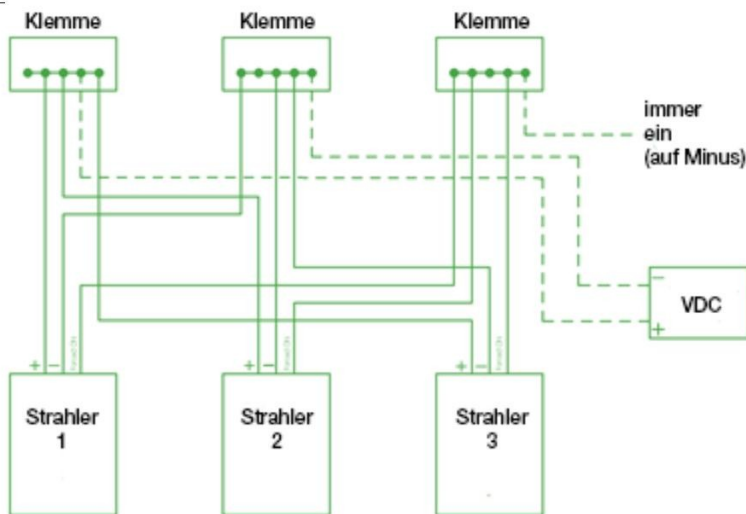 Klemme
Klemme
Klemme
immer
ein
(auf Minus)
−
VDC
+
+ −
+ −
+ −
Strahler
1
Strahler
2
Strahler
3